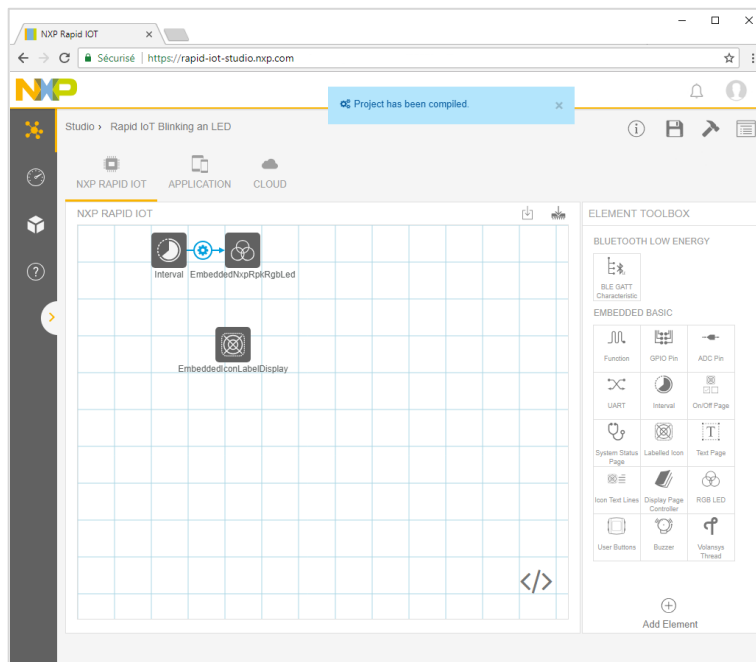 NXP Rapid IOT
Sécurisé | https://rapid-iot-studio.nxp.com
NXP
Project has been compiled.
Studio › Rapid IoT Blinking an LED
NXP RAPID IOT
APPLICATION
CLOUD
NXP RAPID IOT
Interval
EmbeddedNxpRpkRgbLed
EmbeddedIconLabelDisplay
</>
ELEMENT TOOLBOX
BLUETOOTH LOW ENERGY
BLE GATT
Characteristic
EMBEDDED BASIC
Function
GPIO Pin
ADC Pin
UART
Interval
On/Off Page
System Status
Page
Labelled Icon
Text Page
Icon Text Lines
Display Page
Controller
RGB LED
User Buttons
Buzzer
Volansys
Thread
Add Element